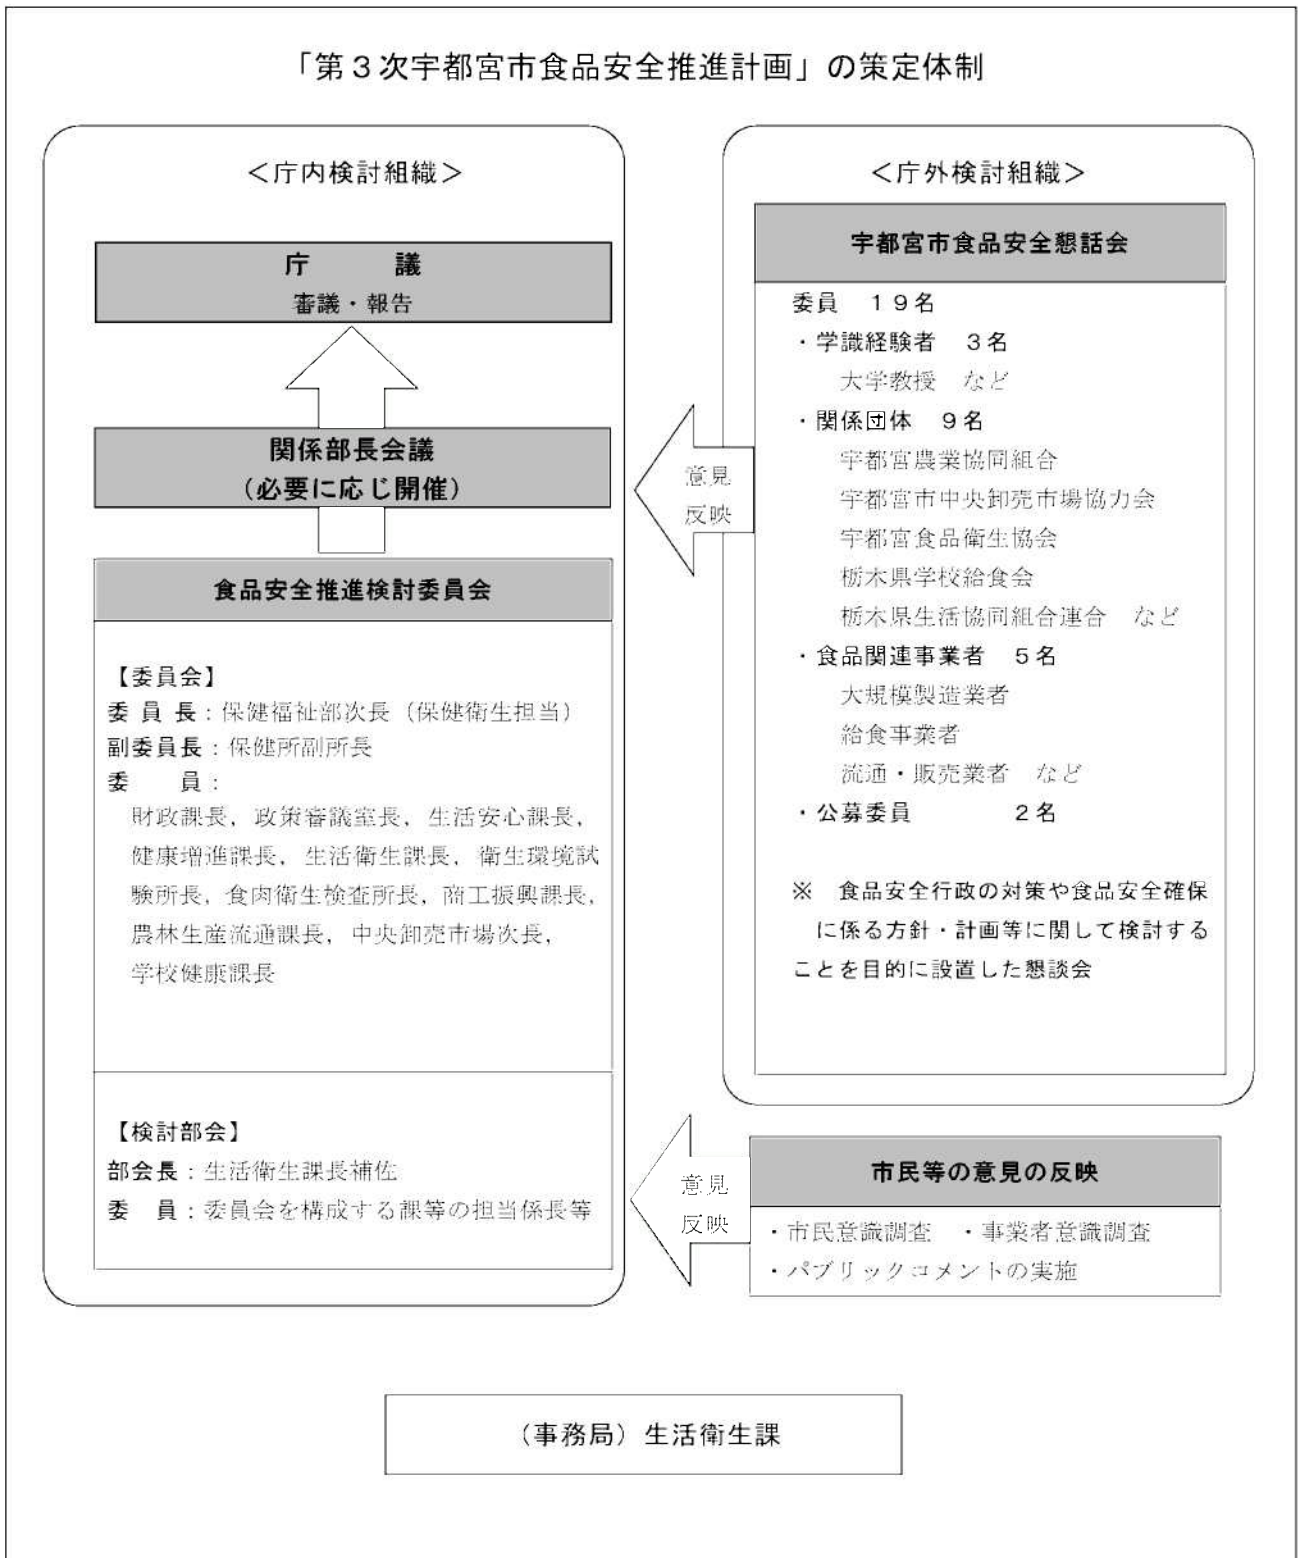 「第３次宇都宮市食品安全推進計画」の策定体制
＜庁内検討組織＞
庁　　議
審議・報告
関係部長会議
（必要に応じ開催）
食品安全推進検討委員会
【委員会】
委 員 長：保健福祉部次長（保健衛生担当）
副委員長：保健所副所長
委　　員：
財政課長，政策審議室長，生活安心課長，
健康増進課長，生活衛生課長，衛生環境試
験所長，食肉衛生検査所長，商工振興課長，
農林生産流通課長，中央卸売市場次長，
学校健康課長
【検討部会】
部会長：生活衛生課長補佐
委　員：委員会を構成する課等の担当係長等
＜庁外検討組織＞
宇都宮市食品安全懇話会
委員　１９名
・学識経験者　３名
大学教授　など
・関係団体　９名
宇都宮農業協同組合
宇都宮市中央卸売市場協力会
宇都宮食品衛生協会
栃木県学校給食会
栃木県生活協同組合連合　など
・食品関連事業者　５名
大規模製造業者
給食事業者
流通・販売業者　など
・公募委員　　　２名
※　食品安全行政の対策や食品安全確保
に係る方針・計画等に関して検討する
ことを目的に設置した懇談会
意見
反映
市民等の意見の反映
・市民意識調査　・事業者意識調査
・パブリックコメントの実施
意見
反映
（事務局）生活衛生課